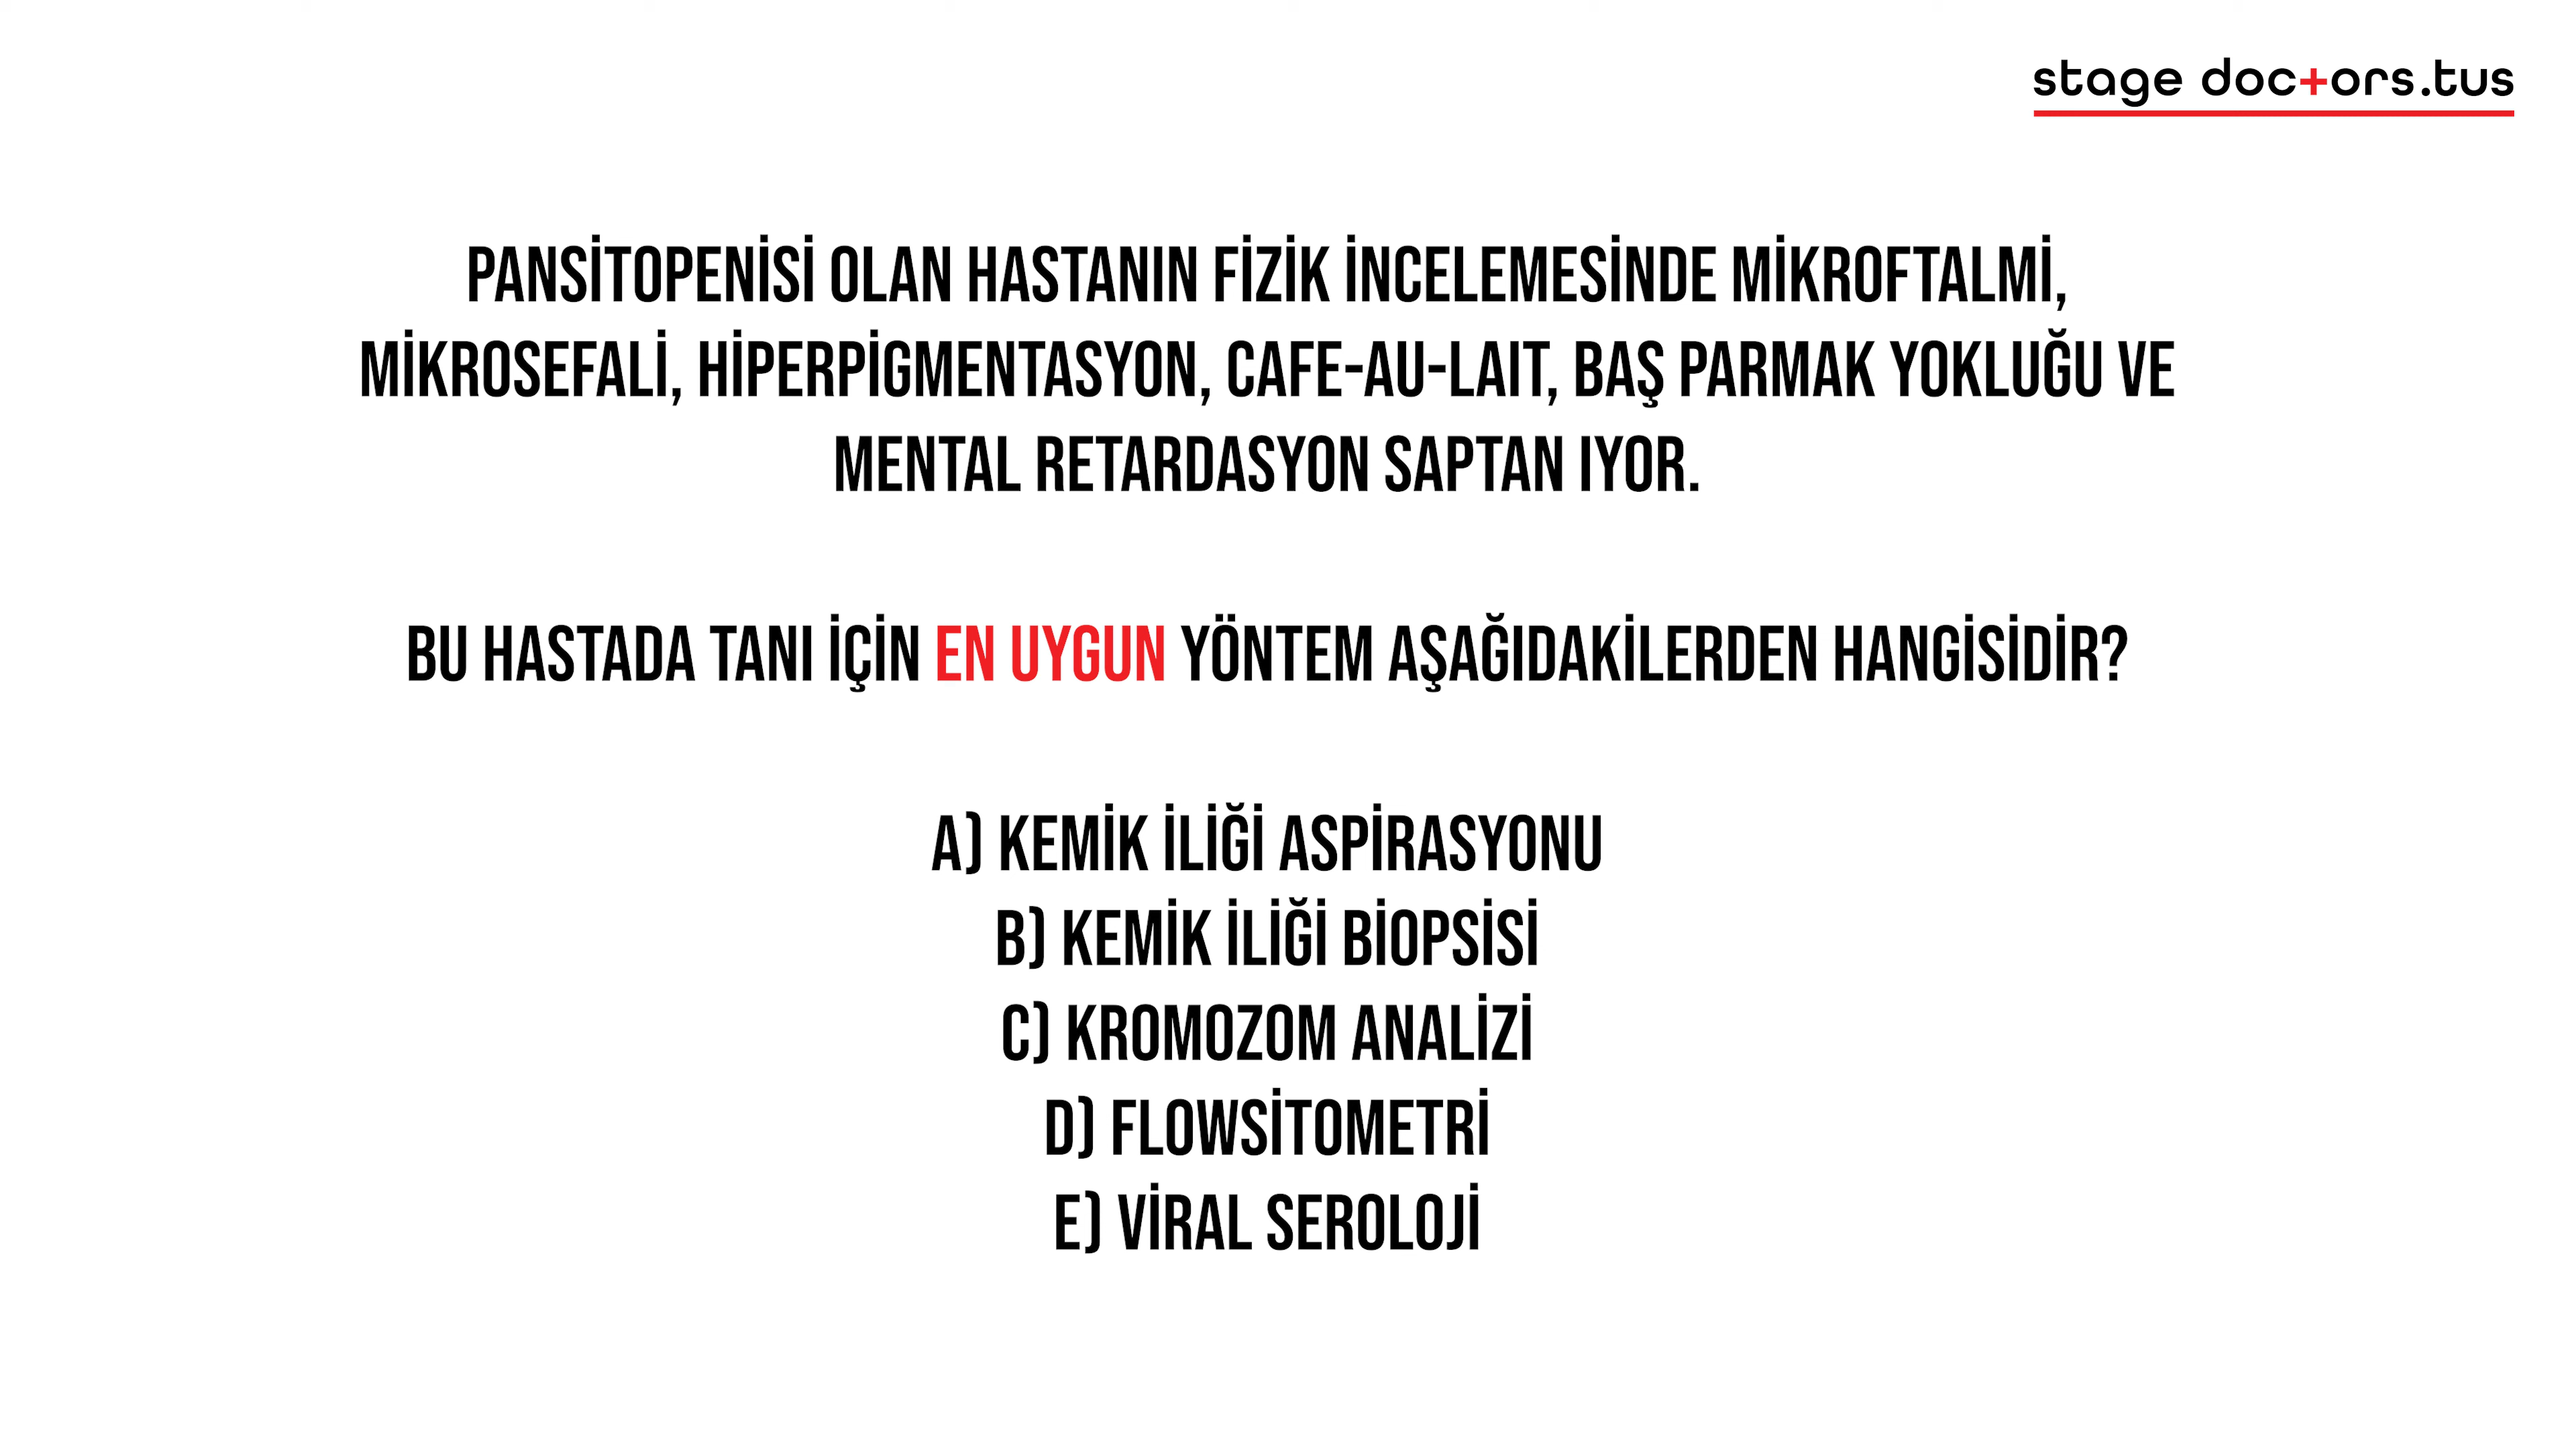 stage doc+ors.tus
PANSİTOPENİSİ OLAN HASTANIN FİZİK İNCELEMESİNDE MİKROFTALMİ,
MİKROSEFALİ, HİPERPİGMENTASYON, CAFE-AU-LAIT, BAŞ PARMAK YOKLUĞU VE
MENTAL RETARDASYON SAPTAN IYOR.
BU HASTADA TANI İÇİN EN UYGUN YÖNTEM AŞAĞIDAKİLERDEN HANGİSİDİR?
A) KEMİK İLİĞİ ASPİRASYONU
B) KEMİK İLİĞİ BİOPSİSİ
C) KROMOZOM ANALİZİ
D) FLOWSİTOMETRİ
E) VİRAL SEROLOJİ